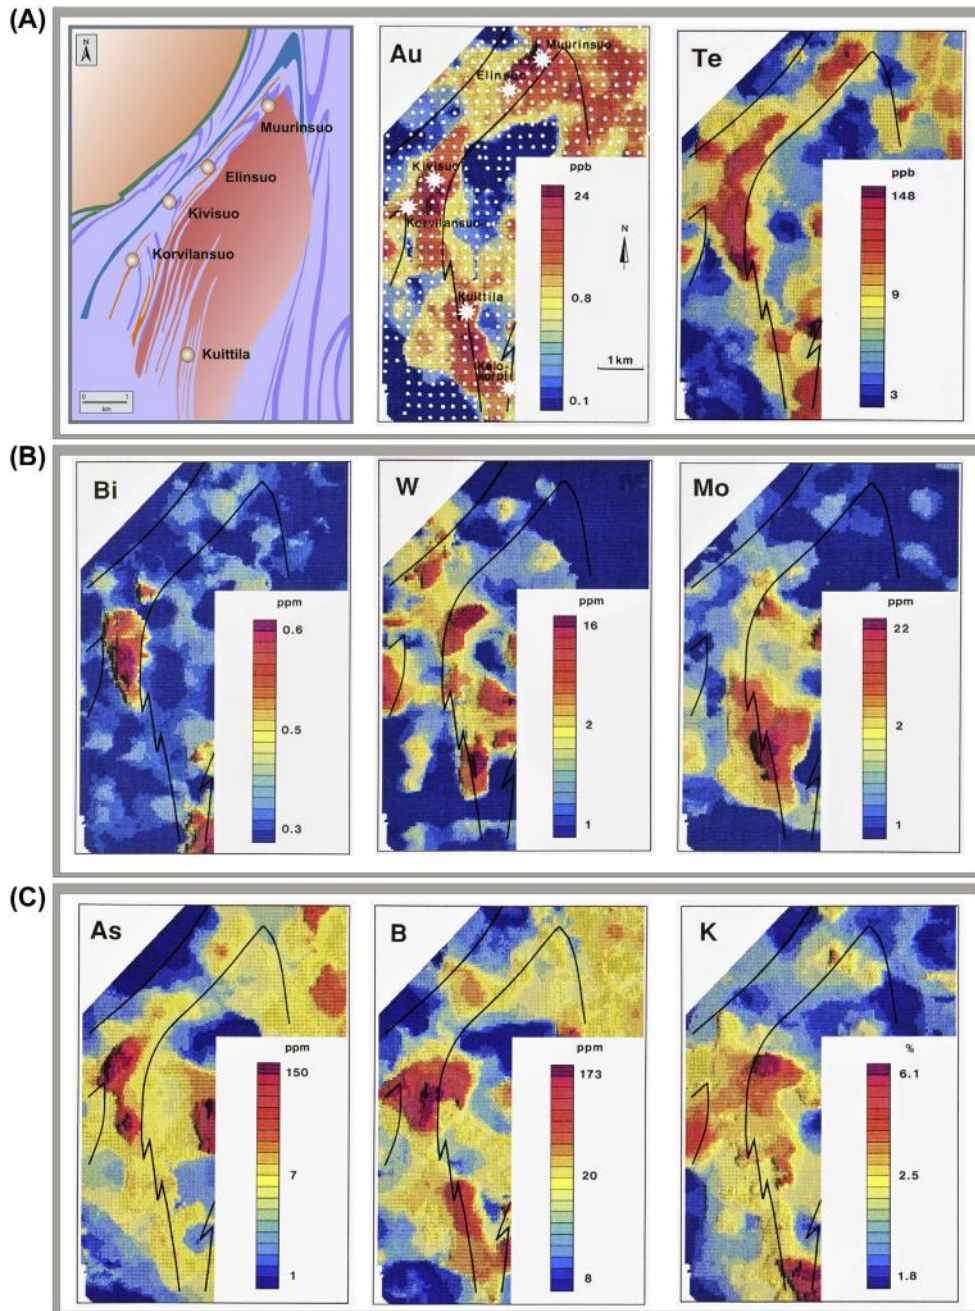 (A)
N
Muurinsuo
Elinsuo
Kivisuo
Korvilansuo
Kuittila
0 1
km
Au
Muurinsuo
Elinsuo
Kivisuo
Korvilansuo
Kuittila
Kelo-
korpi
ppb
24
0.8
0.1
N
1 km
Te
ppb
148
9
3
(B)
Bi
ppm
0.6
0.5
0.3
W
ppm
16
2
1
Mo
ppm
22
2
1
(C)
As
ppm
150
7
1
B
ppm
173
20
8
K
%
6.1
2.5
1.8